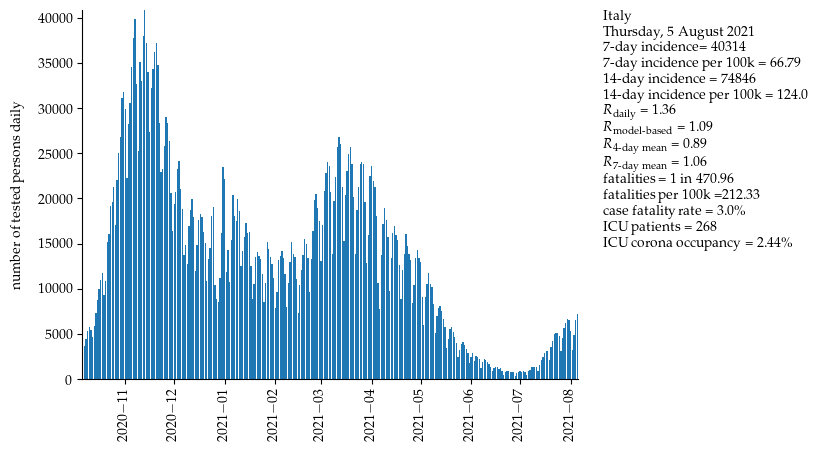 number of tested persons daily
40000
35000
30000
25000
20000
15000
10000
5000
0
2020−11
2020−12
2021−01
2021−02
2021−03
2021−04
2021−05
2021−06
2021−07
2021−08
Italy
Thursday, 5 August 2021
7-day incidence= 40314
7-day incidence per 100k = 66.79
14-day incidence = 74846
14-day incidence per 100k = 124.0
R daily = 1.36
R model-based = 1.09
R 4-day mean = 0.89
R 7-day mean = 1.06
fatalities = 1 in 470.96
fatalities per 100k =212.33
case fatality rate = 3.0%
ICU patients = 268
ICU corona occupancy = 2.44%